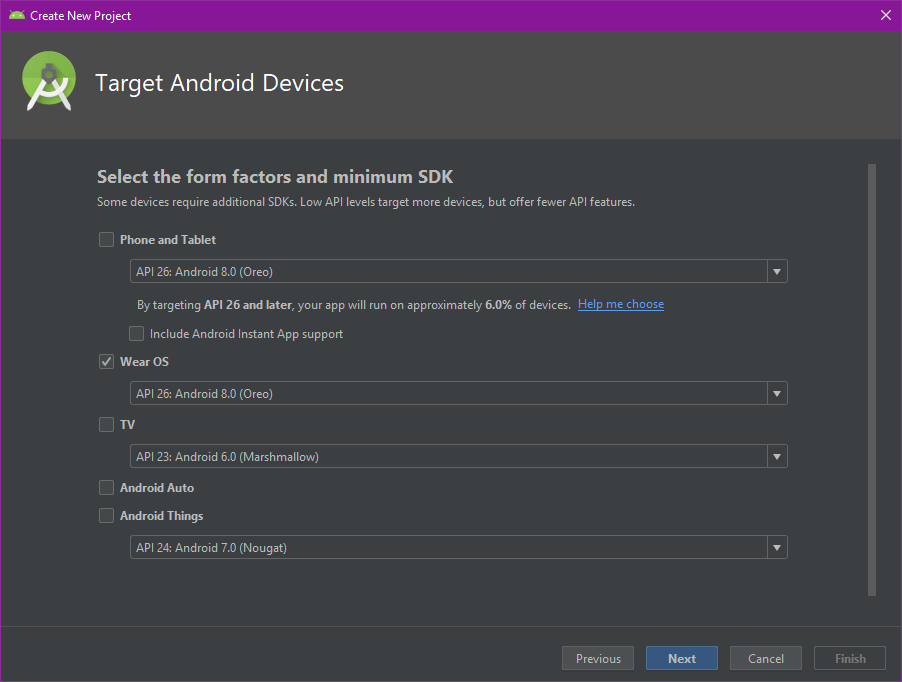 Create New Project
Target Android Devices
Select the form factors and minimum SDK
Some devices require additional SDKs. Low API levels target more devices, but offer fewer API features.
Phone and Tablet
API 26: Android 8.0 (Oreo)
By targeting API 26 and later, your app will run on approximately 6.0% of devices. Help me choose
Include Android Instant App support
Wear OS
API 26: Android 8.0 (Oreo)
TV
API 23: Android 6.0 (Marshmallow)
Android Auto
Android Things
API 24: Android 7.0 (Nougat)
Previous Next Cancel Finish